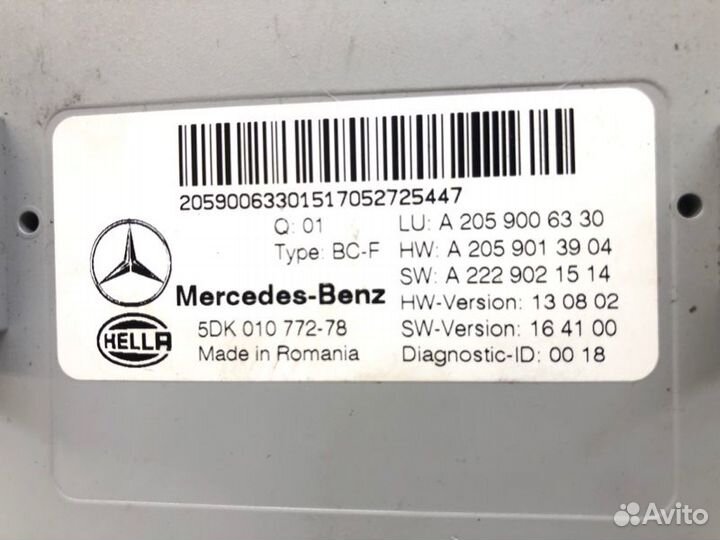 2059006330151705272 5447
Q: 01
Type: BC-F
LU: A 205 900 63 30
HW: A 205 901 39 04
SW: A 222 902 15 14
Mercedes-Benz
HW-Version: 13 08 02
HELLA
5DK 010 772-78
SW-Version: 16 41 00
Made in Romania
Diagnostic-ID: 00 18
Avito